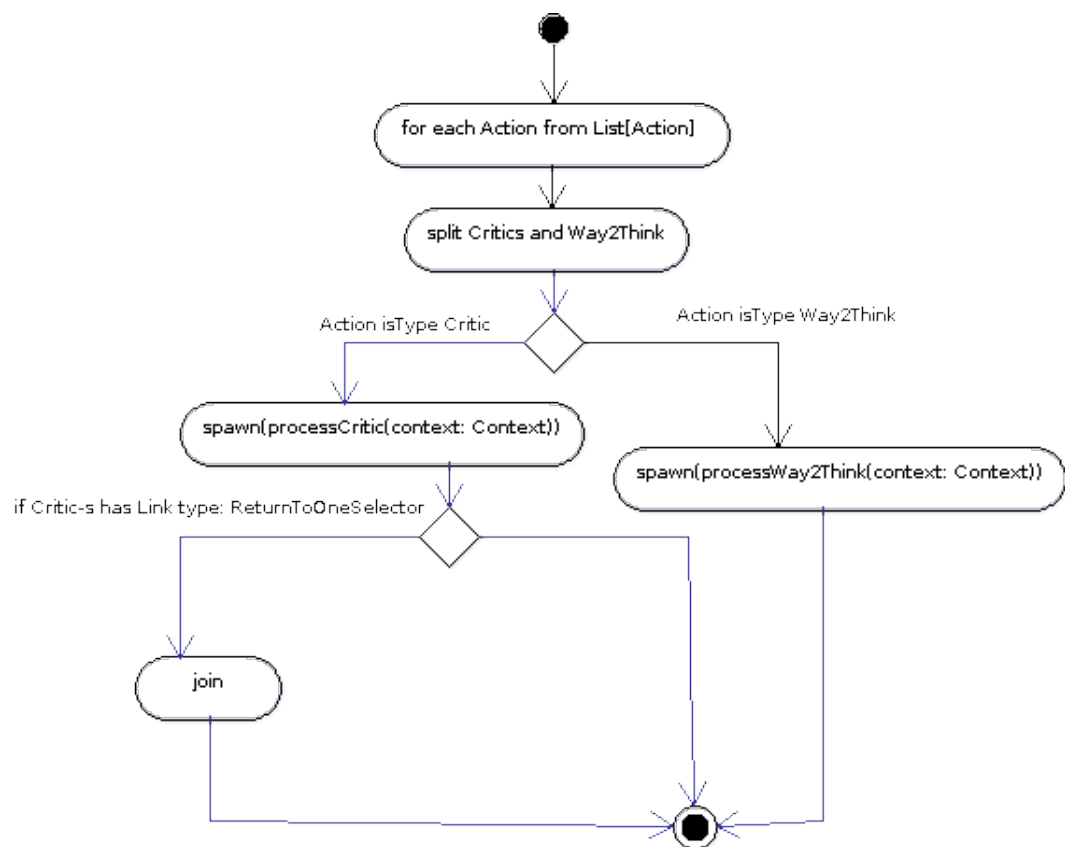 for each Action from List[Action]
split Critics and Way2Think
Action isType Critic
Action isType Way2Think
spawn(processCritic(context: Context))
spawn(processWay2Think(context: Context))
if Critic-s has Link type: ReturnToOneSelector
join